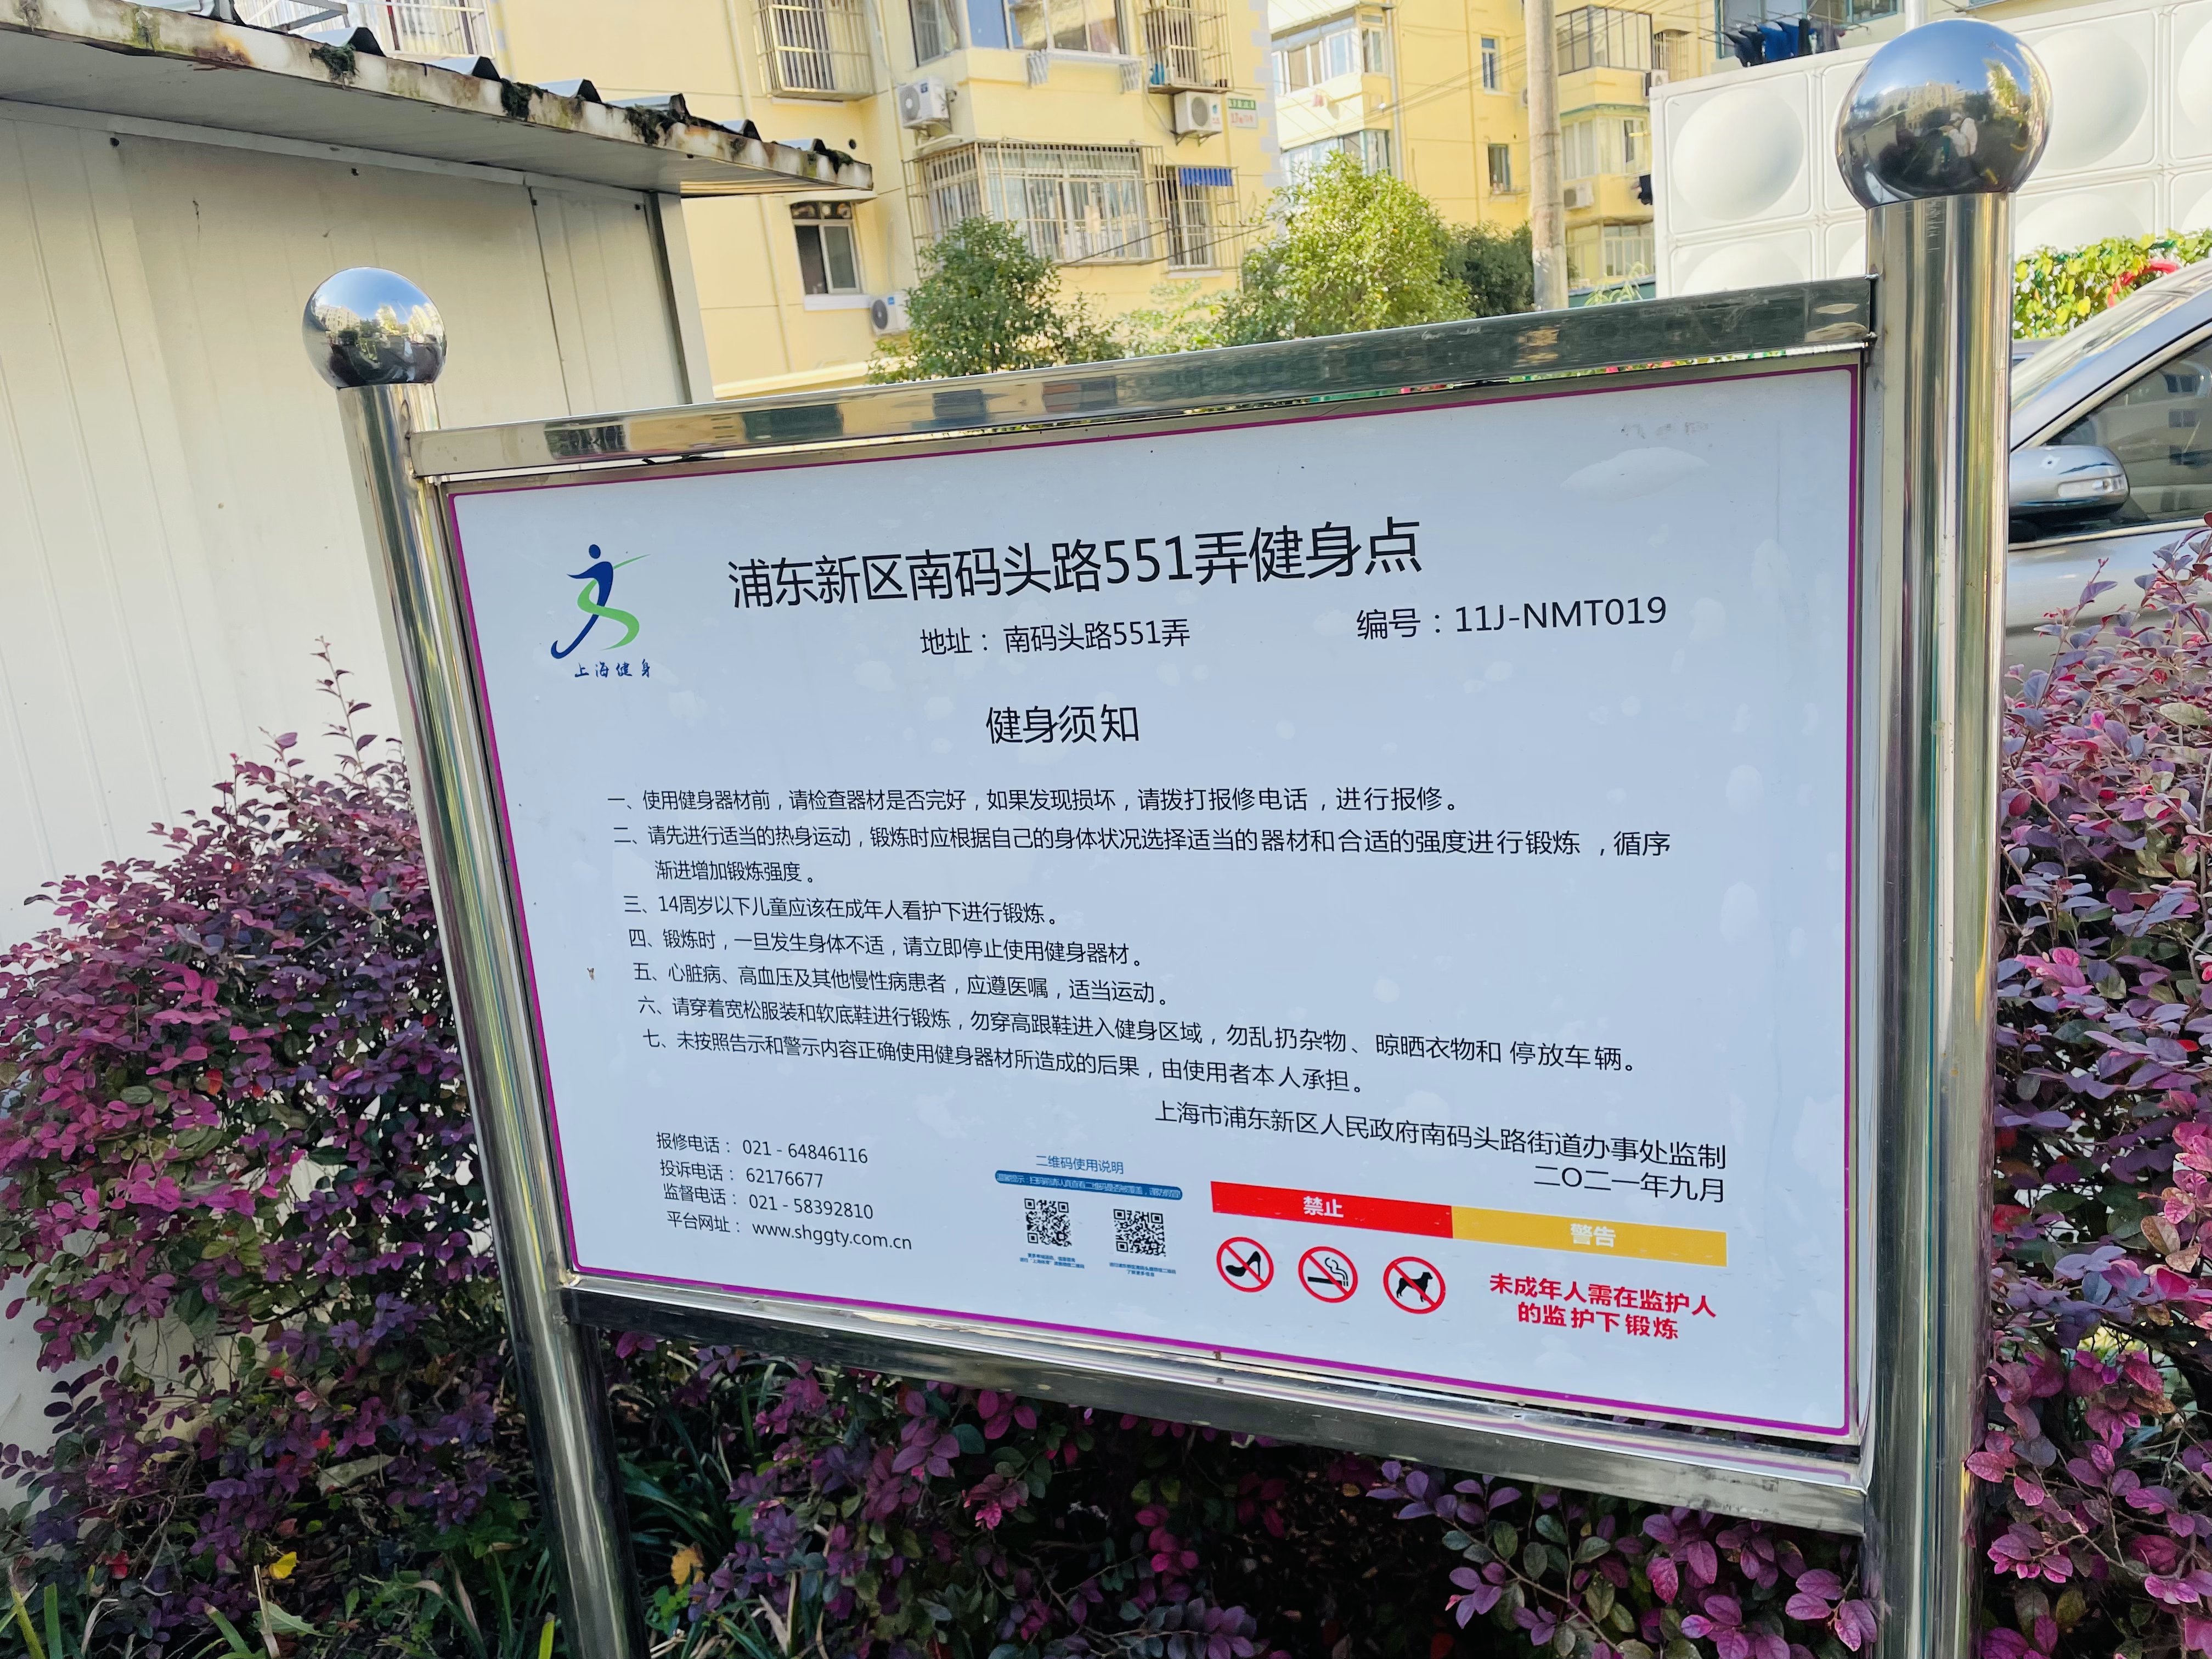 上海健身
浦东新区南码头路551弄健身点
地址：南码头路551弄
编号：11J-NMT019
健身须知
一、使用健身器材前，请检查器材是否完好，如果发现损坏，请拨打报修电话，进行报修。
二、请先进行适当的热身运动，锻炼时应根据自己的身体状况选择适当的器材和合适的强度进行锻炼，循序
渐进增加锻炼强度。
三、14周岁以下儿童应该在成年人看护下进行锻炼。
四、锻炼时，一旦发生身体不适，请立即停止使用健身器材。
五、心脏病、高血压及其他慢性病患者，应遵医嘱，适当运动。
六、请穿着宽松服装和软底鞋进行锻炼，勿穿高跟鞋进入健身区域，勿乱扔杂物、晾晒衣物和停放车辆。
七、未按照告示和警示内容正确使用健身器材所造成的后果，由使用者本人承担。
上海市浦东新区人民政府南码头路街道办事处监制
二O二一年九月
报修电话：021-64846116
投诉电话：62176677
监督电话：021-58392810
平台网址：www.shggty.com.cn
二维码使用说明
禁止
警告
未成年人需在监护人
的监护下锻炼